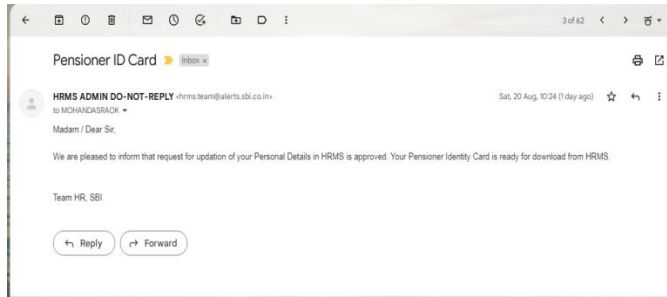 3 of 62
Pensioner ID Card Inbox x
HRMS ADMIN DO-NOT-REPLY <hrms.team@alerts.sbi.co.in> Sat, 20 Aug, 10:24 (1 day ago)
to MOHANDASRAOK
Madam / Dear Sir,
We are pleased to inform that request for updation of your Personal Details in HRMS is approved. Your Pensioner Identity Card is ready for download from HRMS.
Team HR, SBI
Reply Forward